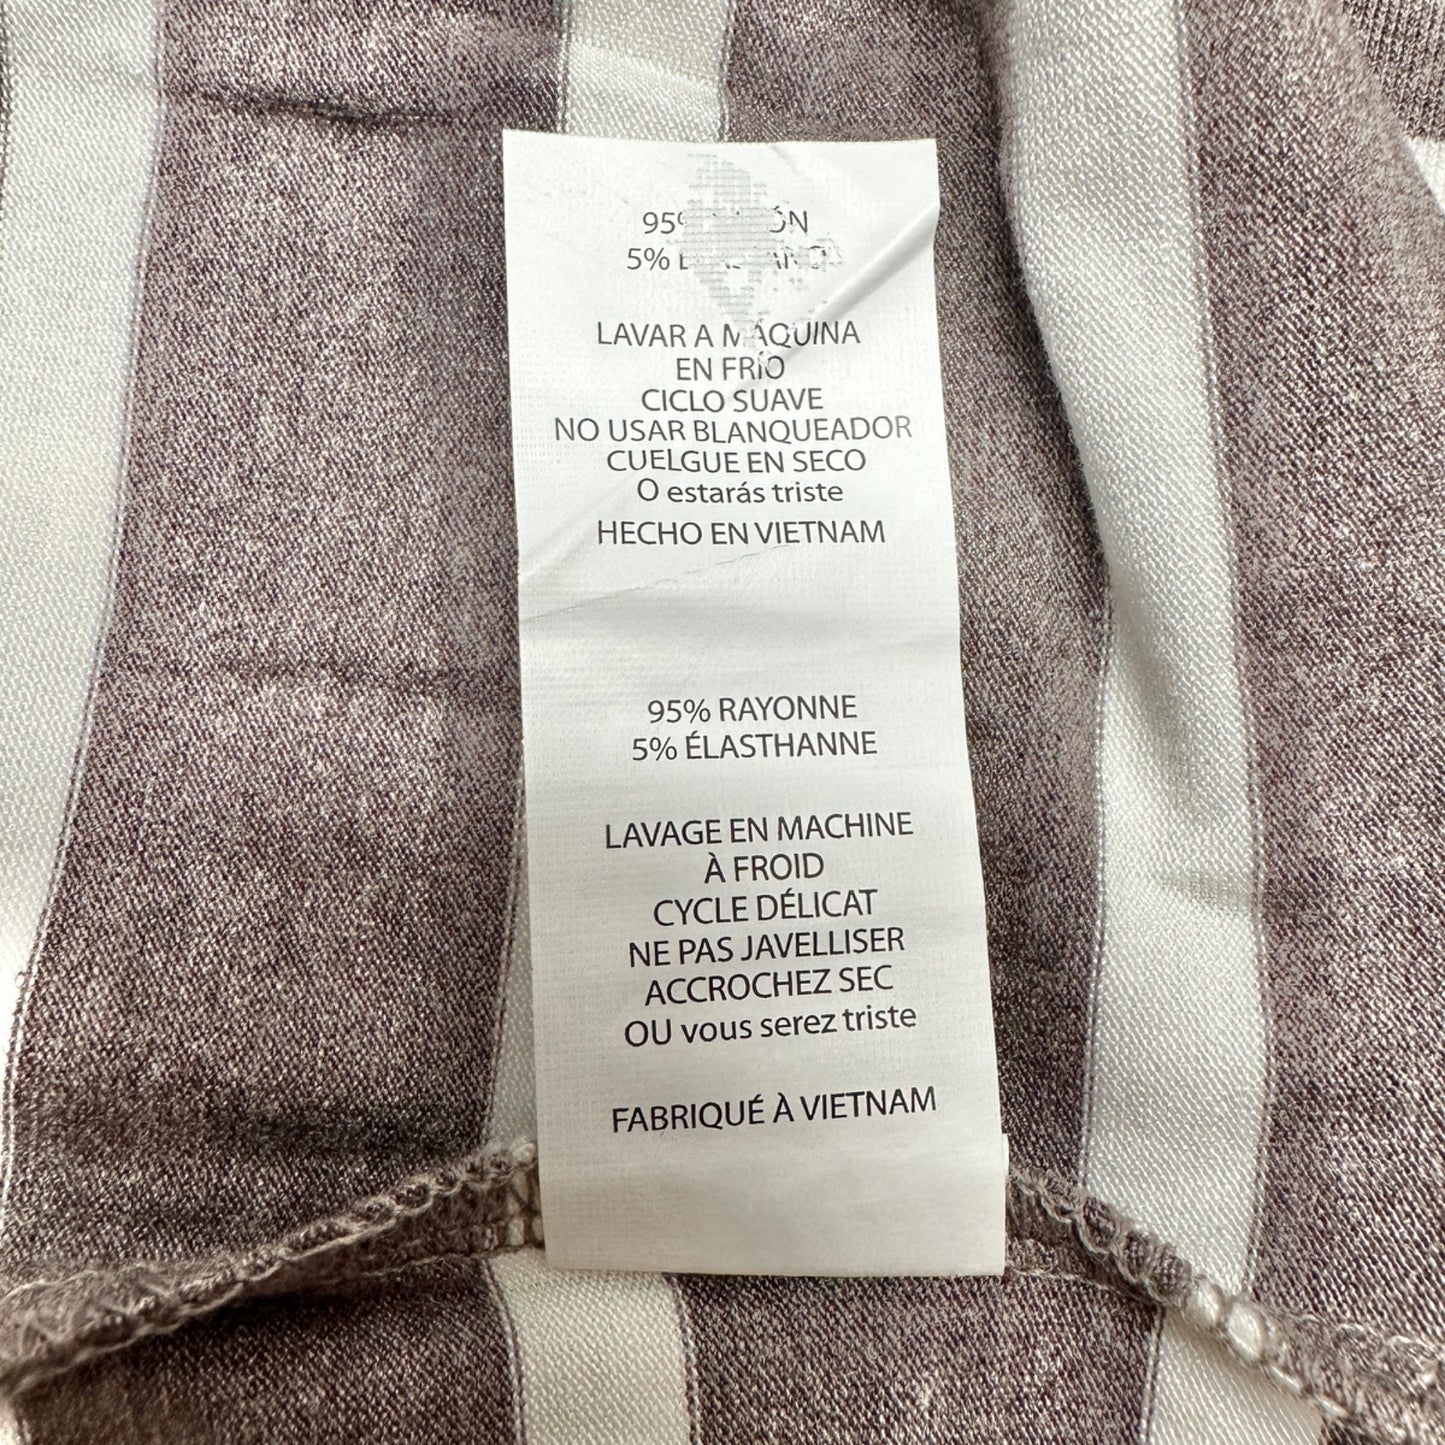 95%
5%
LAVAR A MÁQUINA
EN FRÍO
CICLO SUAVE
NO USAR BLANQUEADOR
CUELGUE EN SECO
O estarás triste
HECHO EN VIETNAM
95% RAYONNE
5% ÉLASTHANNE
LAVAGE EN MACHINE
À FROID
CYCLE DÉLICAT
NE PAS JAVELLISER
ACCROCHEZ SEC
OU vous serez triste
FABRIQUÉ À VIETNAM